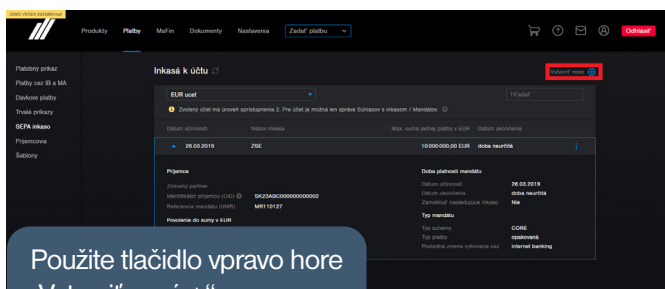 DEMO VERZIA
Produkty Platby MaFin Dokumenty Nastavenia Zadať platbu Odhlásiť
Platobný príkaz
Platby cez IB a MA
Dávkové platby
Trvalé príkazy
SEPA inkaso
Príjemcovia
Šablóny
Inkasá k účtu
Vytvoriť nový
EUR ucet
Hľadať
Zvolený účet má úroveň sprístupnenia 2. Pre účet je možná len správa Súhlasov s inkasom / Mandátov.
Dátum účinnosti Názov inkasa Max. suma jednej platby v EUR Dátum ukončenia
26.03.2019 ZSE 10 000 000,00 EUR doba neurčitá
Príjemca
Zmluvný partner
Identifikátor príjemcu (CID) SK23ABC00000000000002
Referencia mandátu (UMR) MR110127
Povolenie do sumy v EUR
Doba platnosti mandátu
Dátum účinnosti 26.03.2019
Dátum ukončenia doba neurčitá
Zamietnuť nasledujúce inkaso Nie
Typ mandátu
Typ schémy CORE
Typ platby opakovaná
Posledná zmena vykonaná cez internet banking
Použite tlačidlo vpravo hore